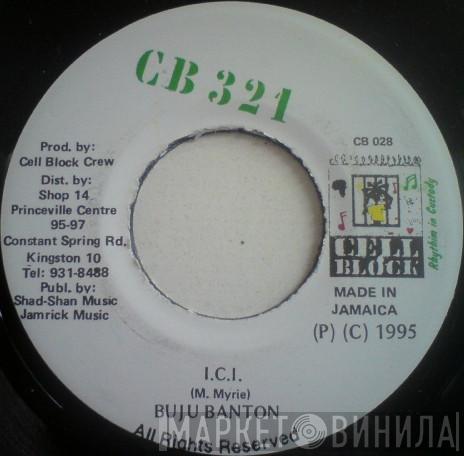 CB 321
Prod. by:
Cell Block Crew
Dist. by:
Shop 14
Princeville Centre
95-97
Constant Spring Rd.
Kingston 10
Tel: 931-8488
Publ. by:
Shad-Shan Music
Jamrick Music
CB 028
CELL
BLOCK
Rhythim in Custody
MADE IN
JAMAICA
(P) (C) 1995
I.C.I.
(M. Myrie)
BUJU BANTON
All Rights Reserved
МАРКЕТ ВИНИЛА